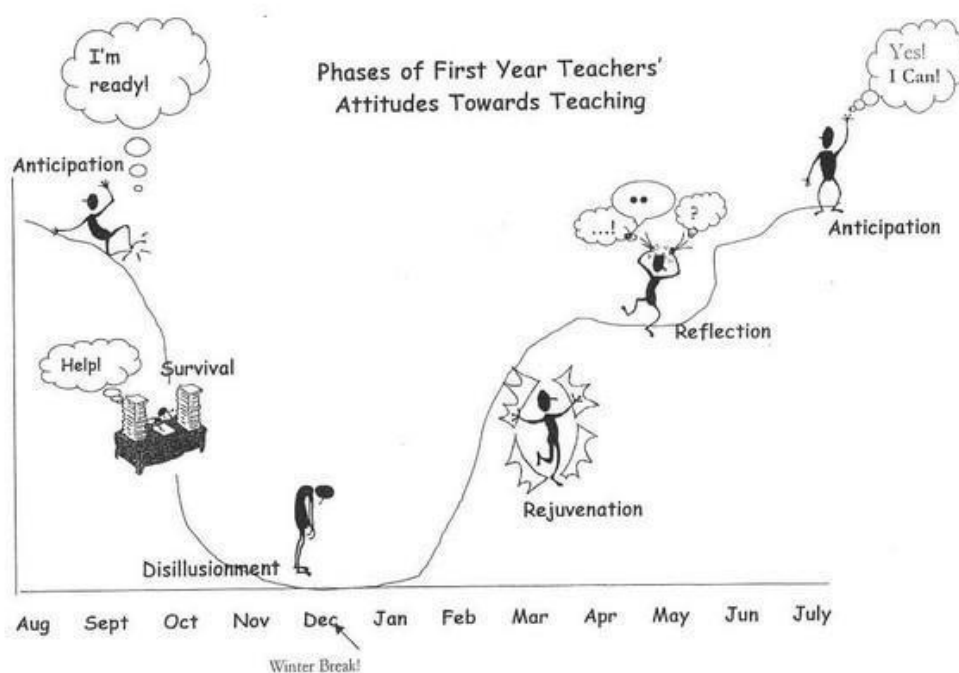 Phases of First Year Teachers'
Attitudes Towards Teaching
I'm
ready!
Yes!
I Can!
Anticipation
...!
••
?
Anticipation
Reflection
Help!
Survival
Rejuvenation
Disillusionment
Aug Sept Oct Nov Dec Jan Feb Mar Apr May Jun July
Winter Break!